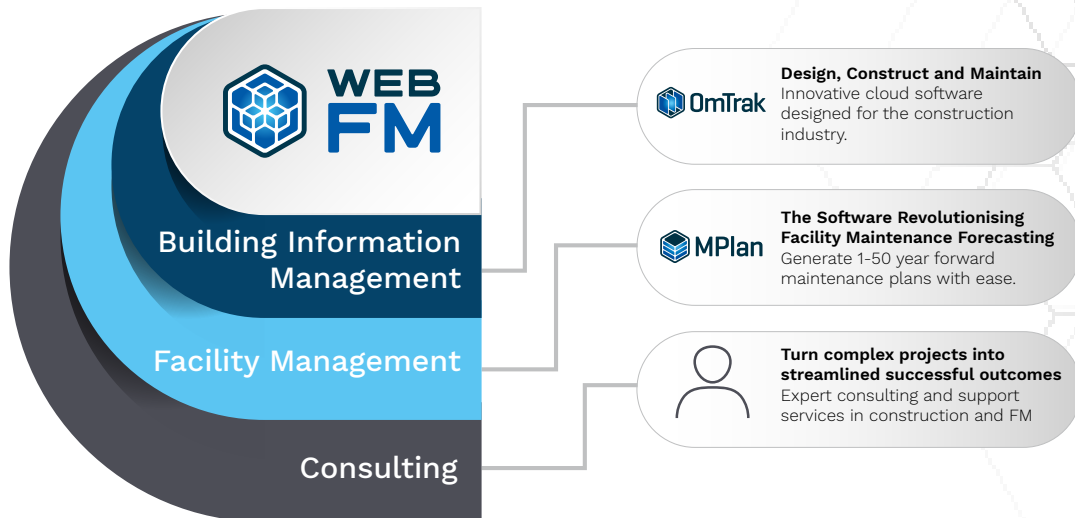 WEB
FM
Building Information
Management
Facility Management
Consulting
OmTrak
Design, Construct and Maintain
Innovative cloud software
designed for the construction
industry.
MPlan
The Software Revolutionising
Facility Maintenance Forecasting
Generate 1-50 year forward
maintenance plans with ease.
Turn complex projects into
streamlined successful outcomes
Expert consulting and support
services in construction and FM